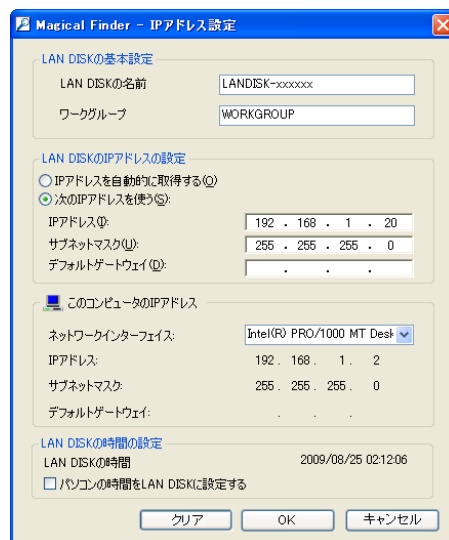 Magical Finder - IPアドレス設定
LAN DISKの基本設定
LAN DISKの名前 LANDISK-xxxxxx
ワークグループ WORKGROUP
LAN DISKのIPアドレスの設定
IPアドレスを自動的に取得する(O)
次のIPアドレスを使う(S):
IPアドレス(I): 192 . 168 . 1 . 20
サブネットマスク(U): 255 . 255 . 255 . 0
デフォルトゲートウェイ(D): . . .
このコンピュータのIPアドレス
ネットワークインターフェイス: Intel(R) PRO/1000 MT Desk
IPアドレス: 192 . 168 . 1 . 2
サブネットマスク: 255 . 255 . 255 . 0
デフォルトゲートウェイ: . . .
LAN DISKの時間の設定
LAN DISKの時間 2009/08/25 02:12:06
パソコンの時間をLAN DISKに設定する
クリア OK キャンセル